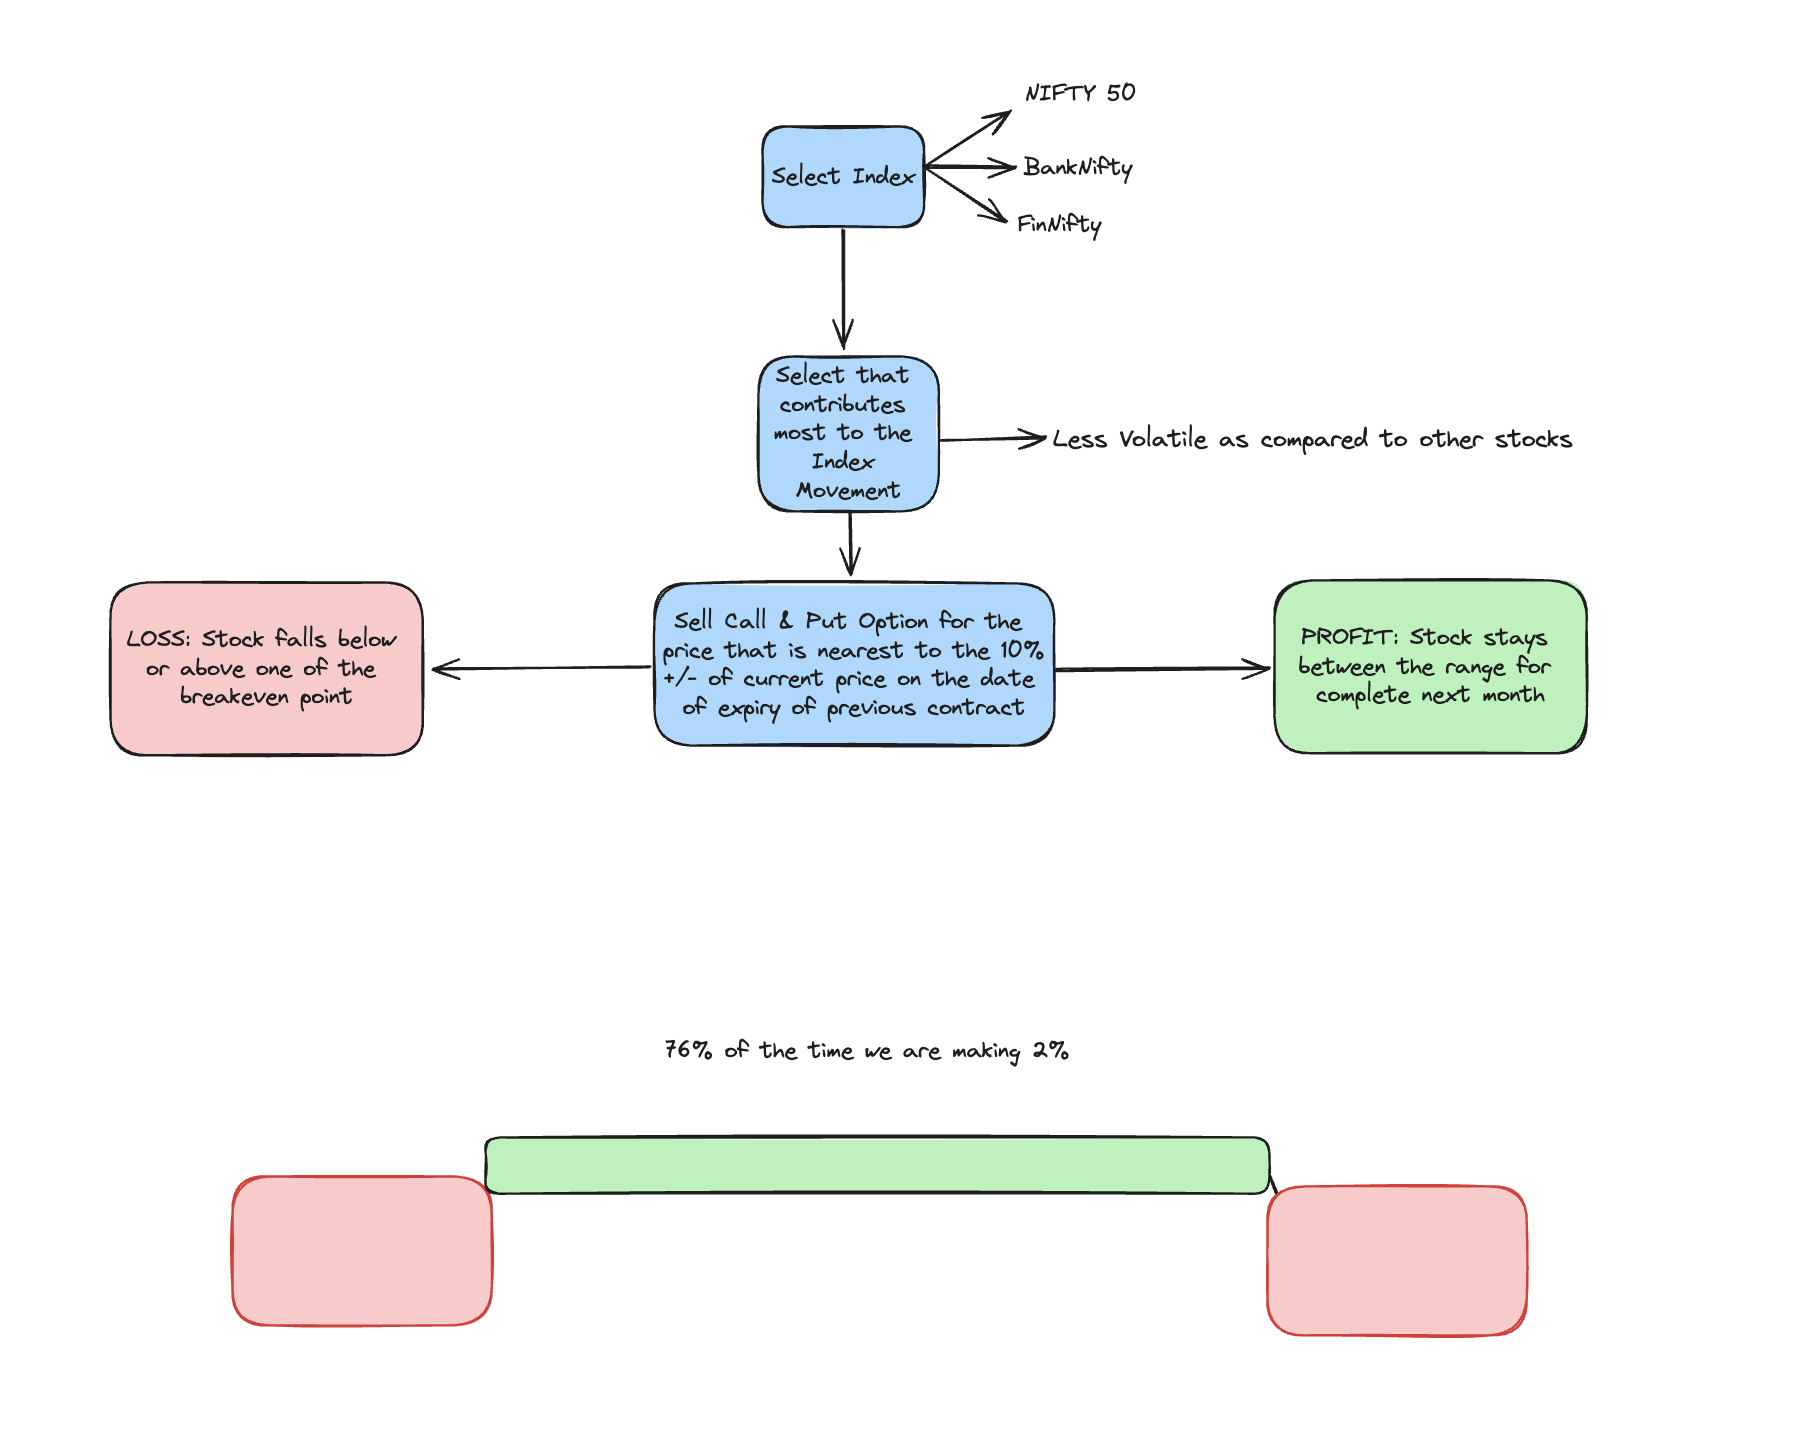 NIFTY 50
Select Index
BankNifty
FinNifty
Select that
contributes
most to the
Index
Movement
Less Volatile as compared to other stocks
LOSS: Stock falls below
or above one of the
breakeven point
Sell Call & Put Option for the
price that is nearest to the 10%
+/- of current price on the date
of expiry of previous contract
PROFIT: Stock stays
between the range for
complete next month
76% of the time we are making 2%